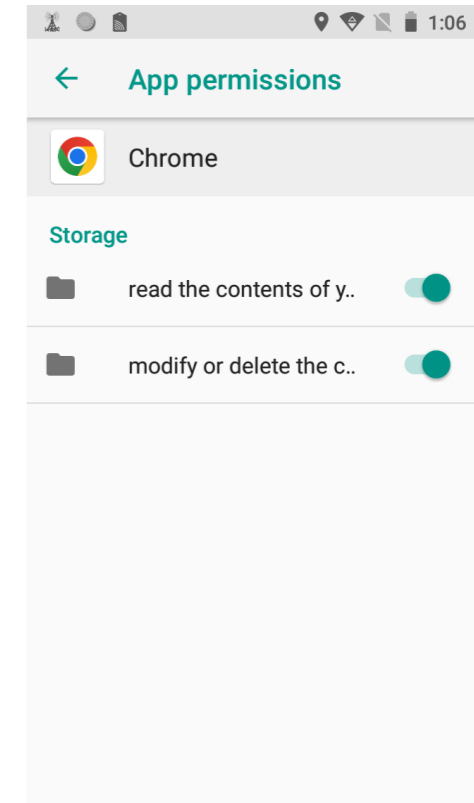 1:06
App permissions
Chrome
Storage
read the contents of y..
modify or delete the c..